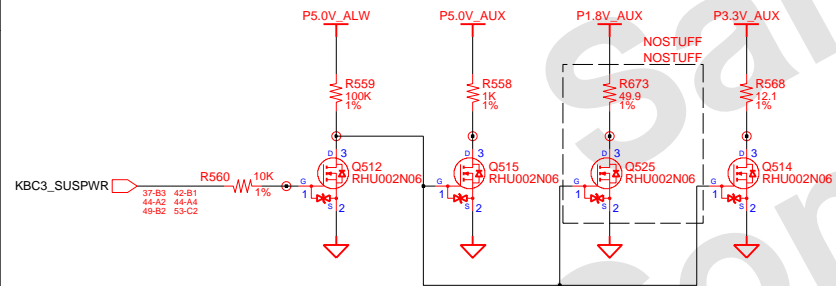 P5.0V_ALW P5.0V_AUX P1.8V_AUX P3.3V_AUX
NOSTUFF
NOSTUFF
R559 R558 R673 R568
100K 1K 49.9 12.1
1% 1% 1% 1%
D 3 D 3 D 3 D 3
Q512 Q515 Q525 Q514
RHU002N06 RHU002N06 RHU002N06 RHU002N06
R560 10K
1%
KBC3_SUSPWR
G G G G
1 1 1 1
S 2 S 2 S 2 S 2
37-B3 42-B1
44-A2 44-A4
49-B2 53-C2